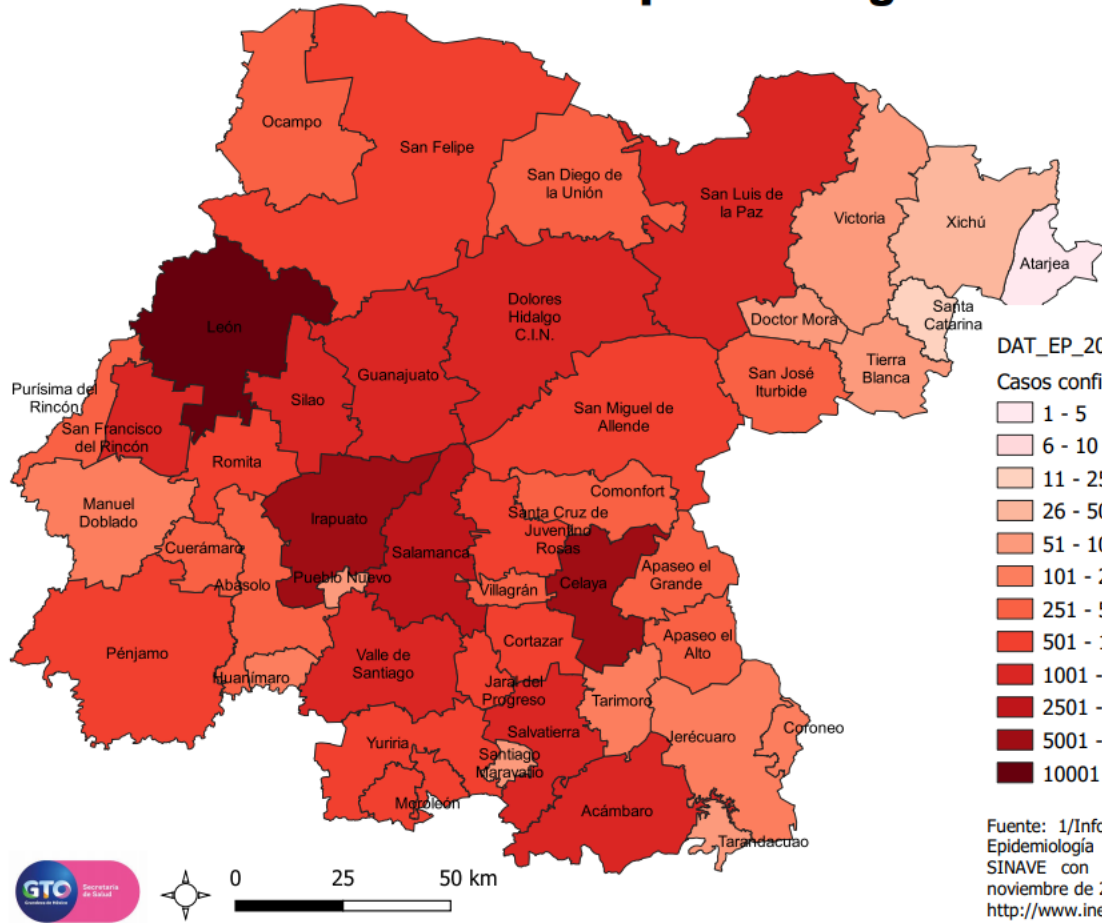 Ocampo
San Felipe
San Diego de
la Unión
San Luis de
la Paz
Victoria
Xichú
Atarjea
León
Dolores
Hidalgo
C.I.N.
Doctor Mora
Santa
Catarina
Tierra
Blanca
Purísima del
Rincón
San Francisco
del Rincón
Silao
Guanajuato
San José
Iturbide
San Miguel de
Allende
Romita
Manuel
Doblado
Irapuato
Comonfort
Santa Cruz de
Juventino
Rosas
Cuerámaro
Salamanca
Abasolo
Pueblo Nuevo
Villagrán
Celaya
Apaseo el
Grande
Pénjamo
Valle de
Santiago
Cortazar
Apaseo el
Alto
Huanímaro
Jaral del
Progreso
Tarimoro
Salvatierra
Jerécuaro
Coroneo
Yuriria
Santiago
Maravatío
Moroleón
Acámbaro
Tarandacuao
DAT_EP_20
Casos confi
1 - 5
6 - 10
11 - 25
26 - 50
51 - 10
101 - 2
251 - 5
501 - 1
1001 -
2501 -
5001 -
10001
GTO
Grandeza de México
Secretaría
de Salud
0 25 50 km
Fuente: 1/Info
Epidemiología
SINAVE con
noviembre de 2
http://www.ine